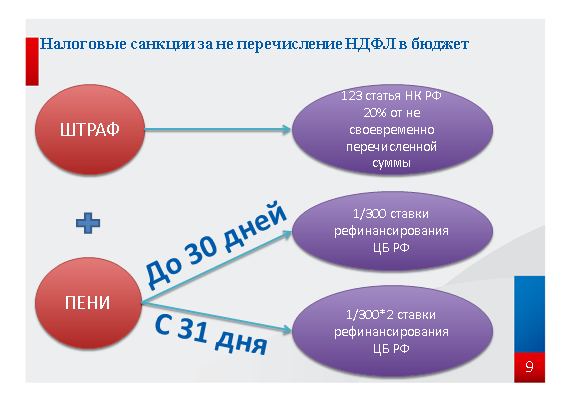 Налоговые санкции за не перечисление НДФЛ в бюджет
ШТРАФ
123 статья НК РФ
20% от не
своевременно
перечисленной
суммы
До 30 дней
1/300 ставки
рефинансирования
ЦБ РФ
ПЕНИ
С 31 дня
1/300*2 ставки
рефинансирования
ЦБ РФ
9